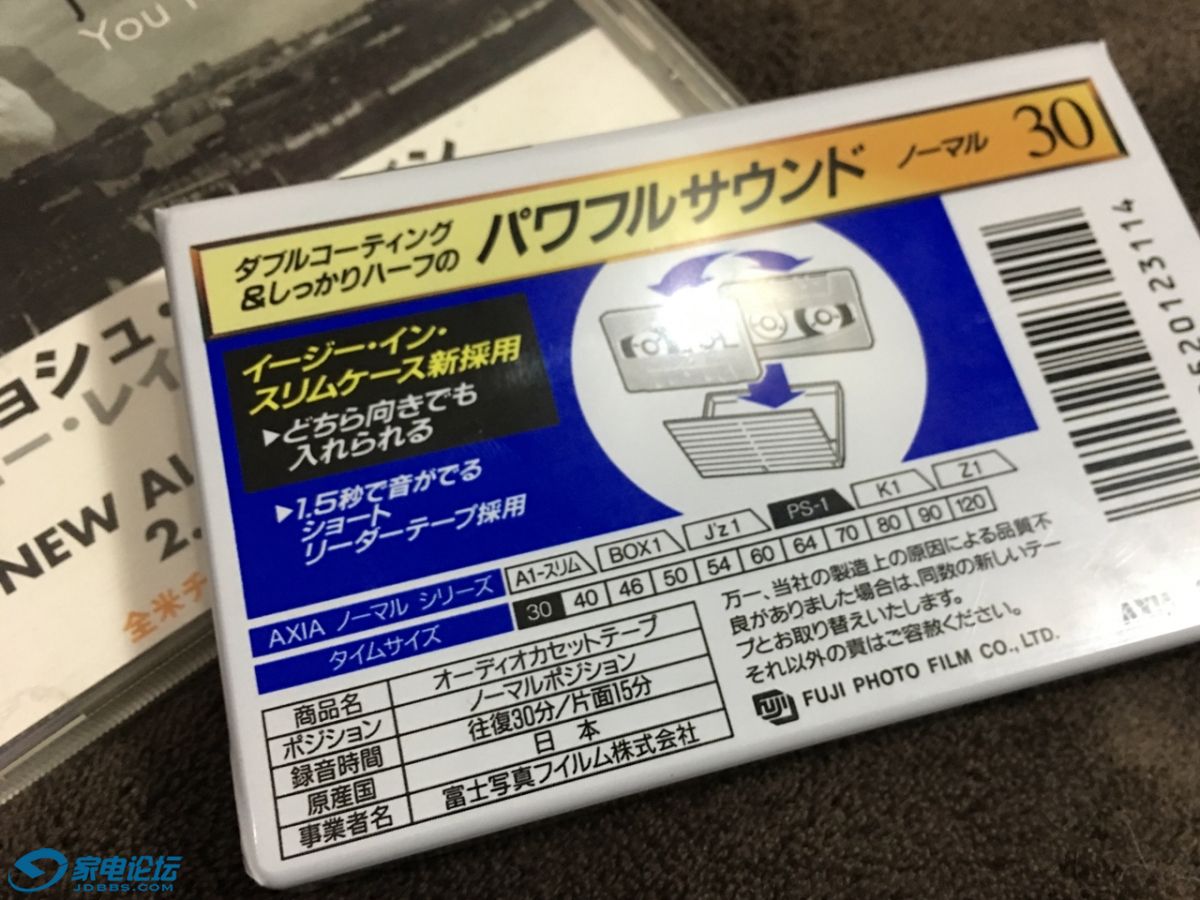 You
ョシュ・
ー・レイ
NEW AL
2.
全米チ
ダブルコーティング
&しっかりハーフの
パワフルサウンド
ノーマル
30
イージー・イン・
スリムケース新採用
▶どちら向きでも
入れられる
▶1.5秒で音がでる
ショート
リーダーテープ採用
AXIA ノーマル シリーズ A1-スリム BOX1 J'z1 PS-1 K1 Z1
タイムサイズ 30 40 46 50 54 60 64 70 80 90 120
商品名 オーディオカセットテープ
ポジション ノーマルポジション
録音時間 往復30分/片面15分
原産国 日本
事業者名 富士写真フイルム株式会社
万一、当社の製造上の原因による品質不
良がありました場合は、同数の新しいテー
プとお取り替えいたします。
それ以外の責はご容赦ください。
FUJI FUJI PHOTO FILM CO., LTD.
520123114
AXIA
家电论坛
JDBBS.COM